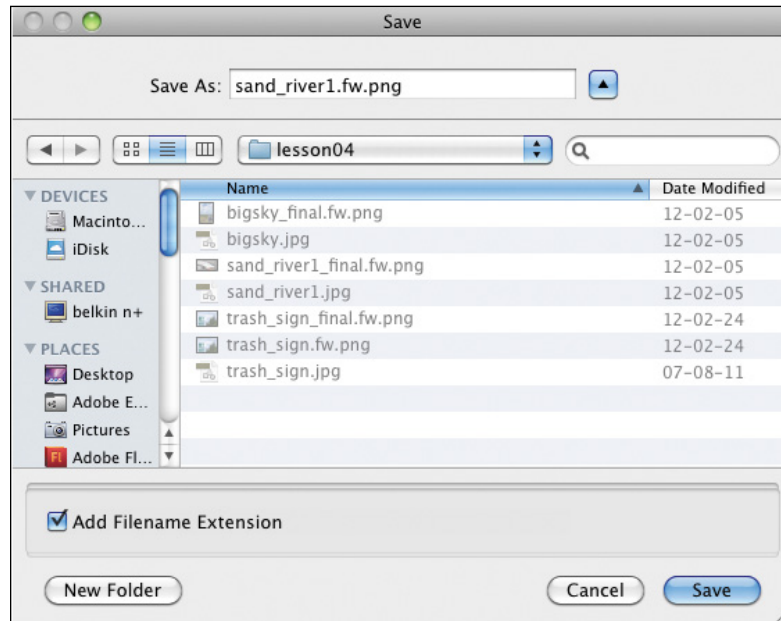 Save
Save As: sand_river1.fw.png
lesson04
DEVICES
Macinto...
iDisk
SHARED
belkin n+
PLACES
Desktop
Adobe E...
Pictures
Adobe Fl...
Name Date Modified
bigsky_final.fw.png 12-02-05
bigsky.jpg 12-02-05
sand_river1_final.fw.png 12-02-05
sand_river1.jpg 12-02-05
trash_sign_final.fw.png 12-02-24
trash_sign.fw.png 12-02-24
trash_sign.jpg 07-08-11
Add Filename Extension
New Folder Cancel Save